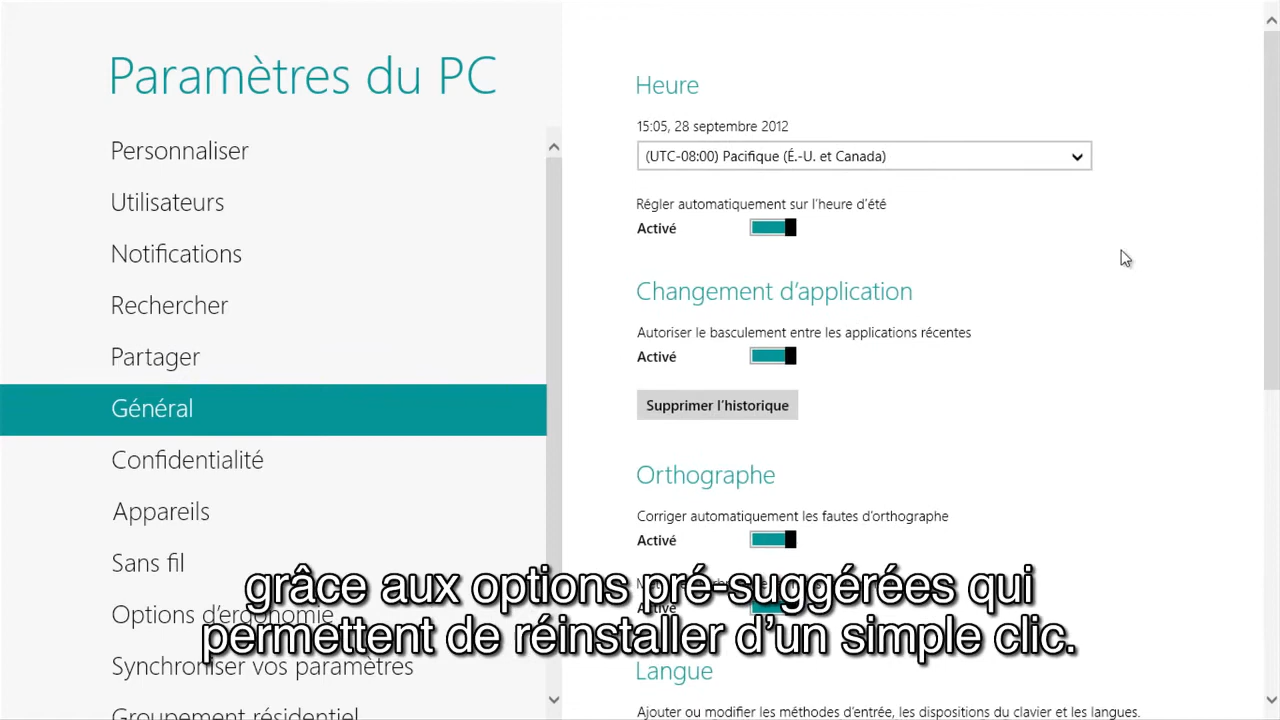 Paramètres du PC
Personnaliser
Utilisateurs
Notifications
Rechercher
Partager
Général
Confidentialité
Appareils
Sans fil
Options d'ergonomie
Synchroniser vos paramètres
Groupement résidentiel
Heure
15:05, 28 septembre 2012
(UTC-08:00) Pacifique (É.-U. et Canada)
Régler automatiquement sur l'heure d'été
Activé
Changement d'application
Autoriser le basculement entre les applications récentes
Activé
Supprimer l'historique
Orthographe
Corriger automatiquement les fautes d'orthographe
Activé
Activé
Langue
Ajouter ou modifier les méthodes d'entrée, les dispositions du clavier et les langues.
grâce aux options pré-suggérées qui
permettent de réinstaller d'un simple clic.